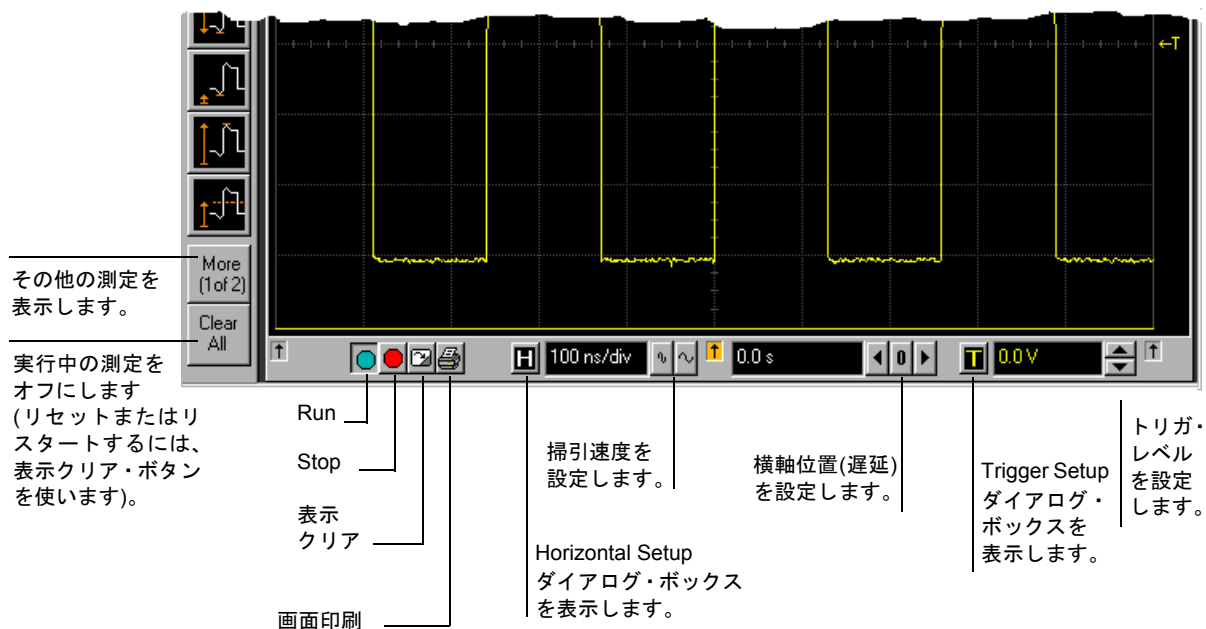 ←T
More
(1of 2)
Clear
All
H
100 ns/div
0.0 s
0
T
0.0 V
その他の測定を
表示します。
実行中の測定を
オフにします
(リセットまたはリ
スタートするには、
表示クリア・ボタン
を使います)。
Run
Stop
表示
クリア
画面印刷
Horizontal Setup
ダイアログ・ボックス
を表示します。
掃引速度を
設定します。
横軸位置(遅延)
を設定します。
Trigger Setup
ダイアログ・
ボックスを
表示します。
トリガ・
レベル
を設定
します。